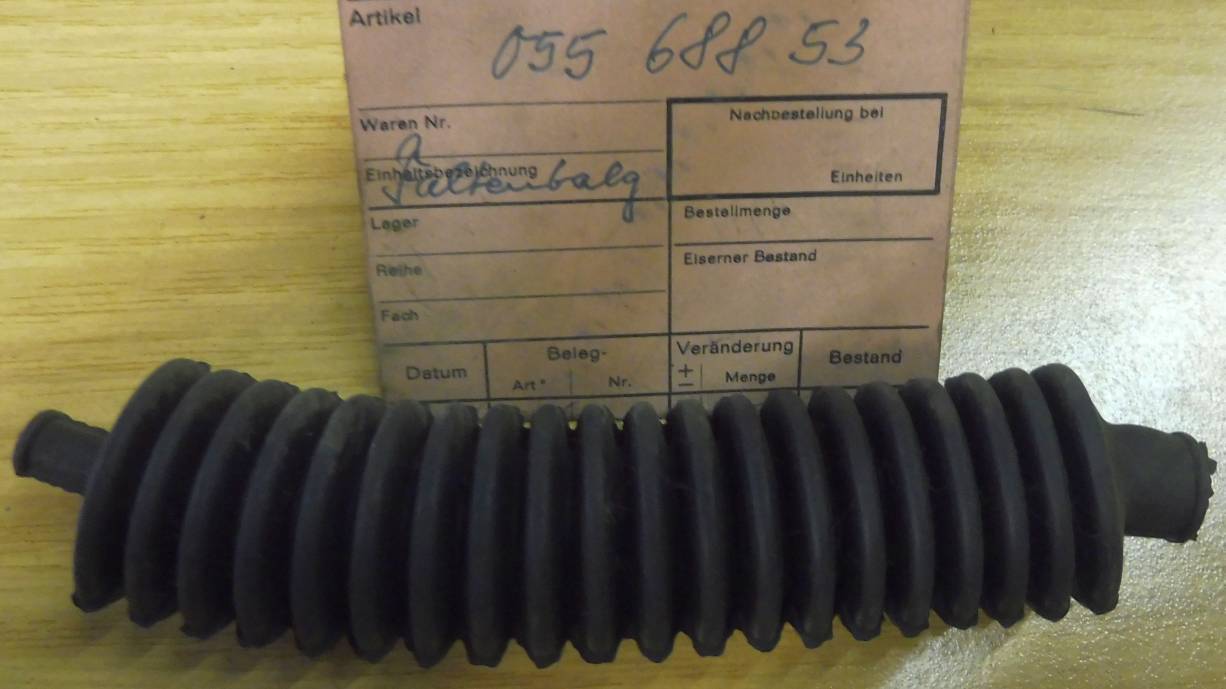 Artikel
055 688 53
Waren Nr.
Nachbestellung bei
Einheitsbezeichnung
Faltenbalg
Einheiten
Lager
Bestellmenge
Reihe
Eiserner Bestand
Fach
Datum
Beleg-
Art Nr.
Veränderung
+ − Menge
Bestand